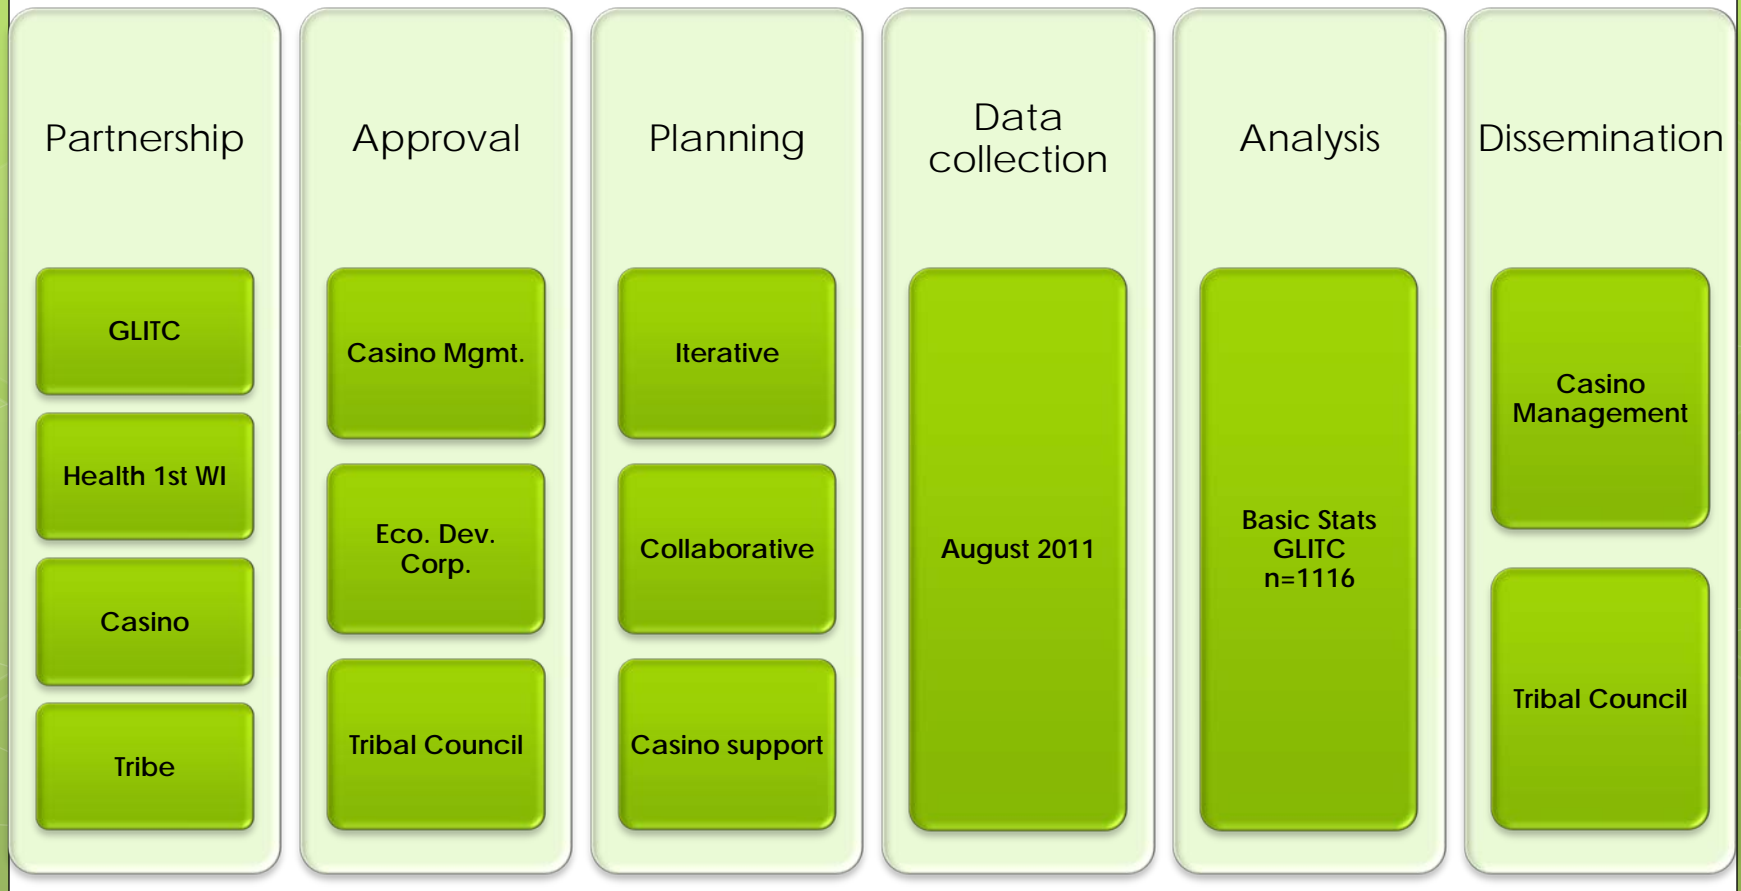 Partnership
GLITC
Health 1st WI
Casino
Tribe
Approval
Casino Mgmt.
Eco. Dev.
Corp.
Tribal Council
Planning
Iterative
Collaborative
Casino support
Data
collection
August 2011
Analysis
Basic Stats
GLITC
n=1116
Dissemination
Casino
Management
Tribal Council